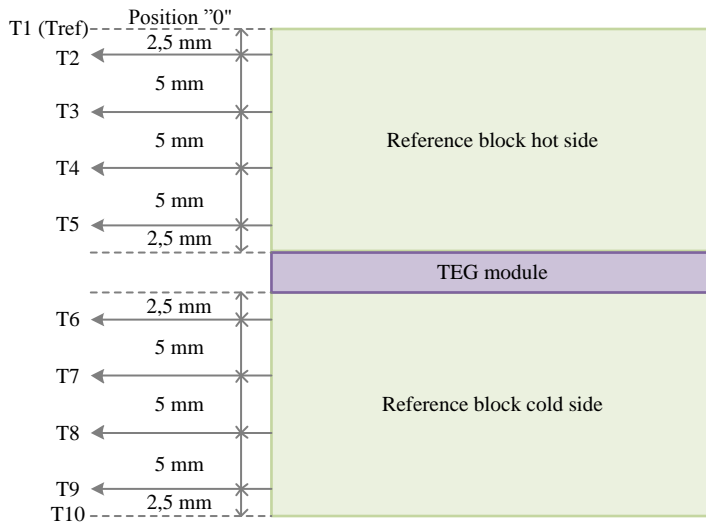 T1 (Tref)
Position ”0"
2,5 mm
T2
5 mm
T3
5 mm
Reference block hot side
T4
5 mm
T5
2,5 mm
TEG module
2,5 mm
T6
5 mm
T7
5 mm
Reference block cold side
T8
5 mm
T9
2,5 mm
T10